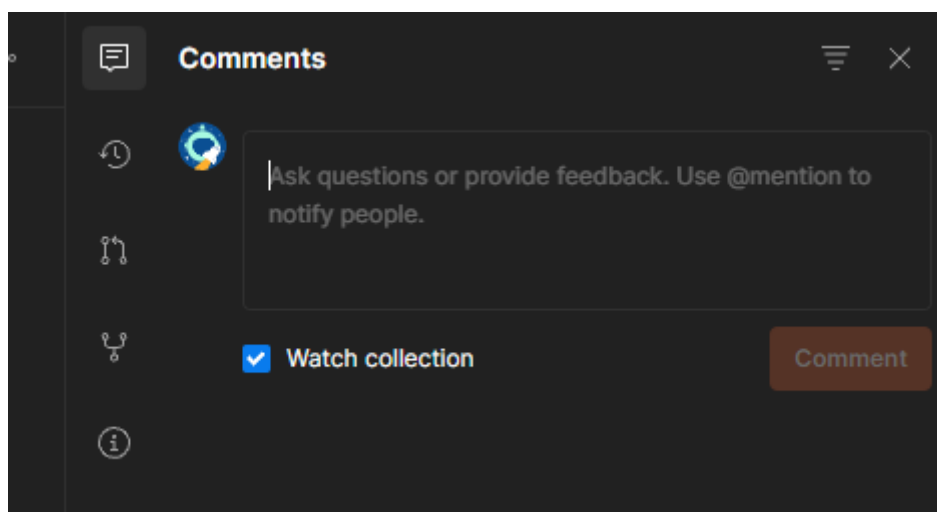 Comments
Ask questions or provide feedback. Use @mention to
notify people.
Watch collection
Comment